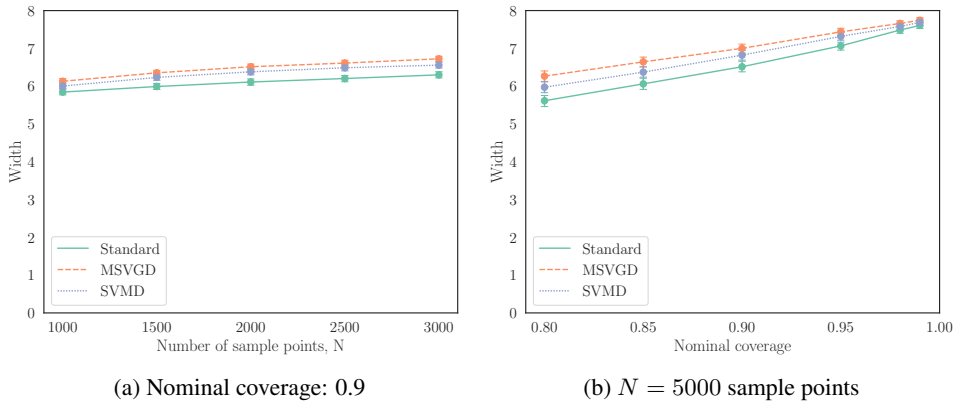 8
7
6
5
4
3
2
1
0
Width
Standard
MSVGD
SVMD
1000 1500 2000 2500 3000
Number of sample points, N
(a) Nominal coverage: 0.9
8
7
6
5
4
3
2
1
0
Width
Standard
MSVGD
SVMD
0.80 0.85 0.90 0.95 1.00
Nominal coverage
(b) N = 5000 sample points